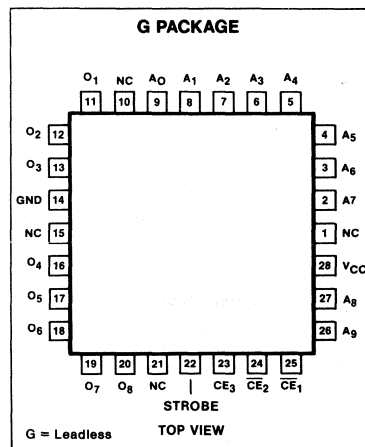 G PACKAGE
O1 NC A0 A1 A2 A3 A4
11 10 9 8 7 6 5
O2 12 4 A5
O3 13 3 A6
GND 14 2 A7
NC 15 1 NC
O4 16 28 VCC
O5 17 27 A8
O6 18 26 A9
19 20 21 22 23 24 25
O7 O8 NC | CE3 C̅E̅2 C̅E̅1
STROBE
G = Leadless TOP VIEW